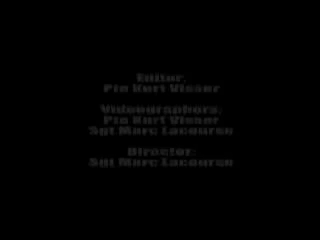 Editor:
Pte Kurt Visser
Videographers:
Pte Kurt Visser
Sgt Marc Lacourse
Director:
Sgt Marc Lacourse